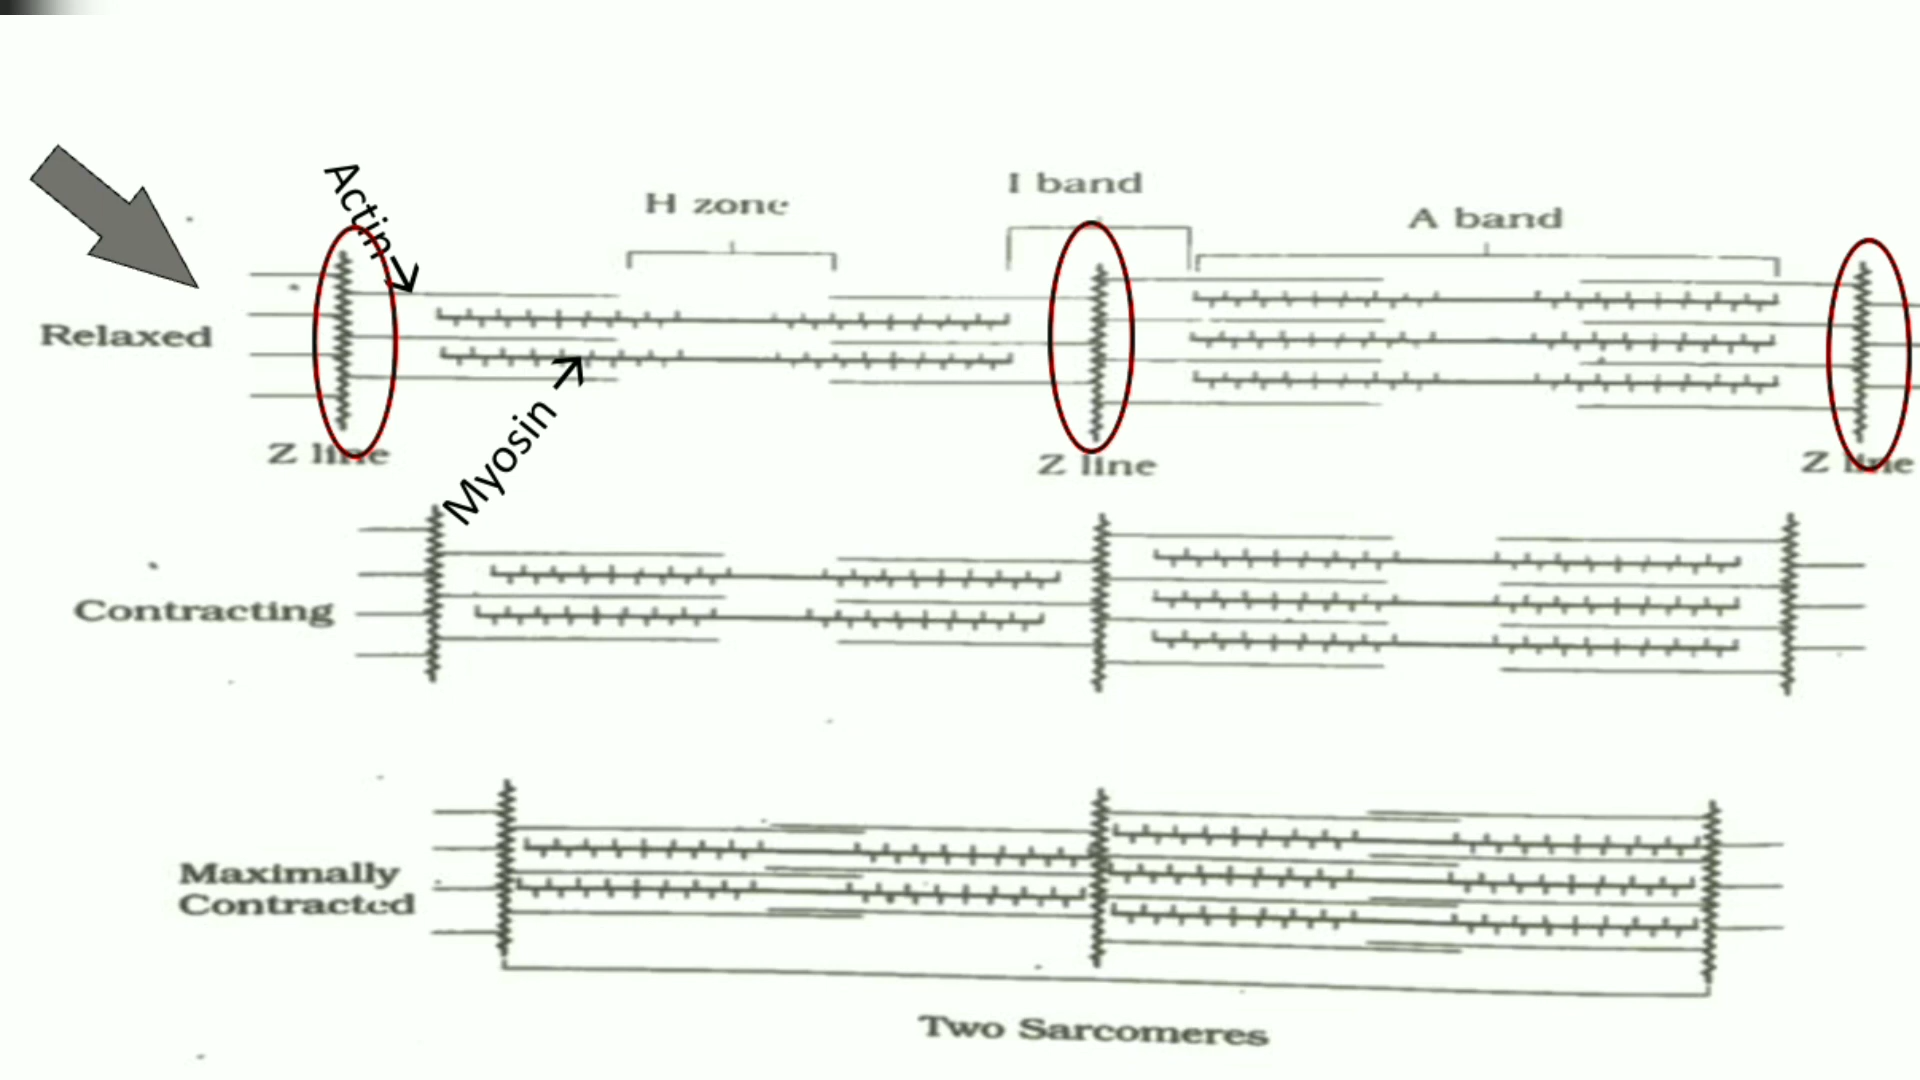 Actin
H zone
I band
A band
Relaxed
Z line
Z line
Z line
Myosin
Contracting
Maximally
Contracted
Two Sarcomeres